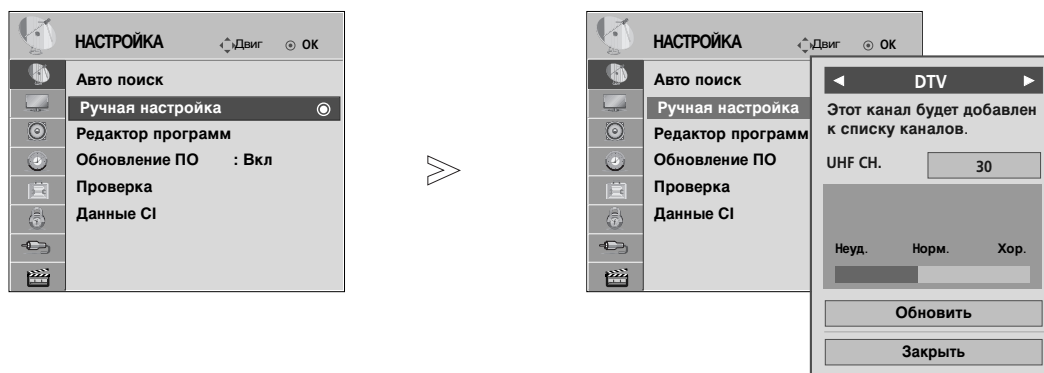 НАСТРОЙКА Двиг ОК
Авто поиск
Ручная настройка
Редактор программ
Обновление ПО : Вкл
Проверка
Данные CI
НАСТРОЙКА Двиг ОК
Авто поиск
Ручная настройка
Редактор программ
Обновление ПО
Проверка
Данные CI
DTV
Этот канал будет добавлен
к списку каналов.
UHF CH. 30
Неуд. Норм. Хор.
Обновить
Закрыть